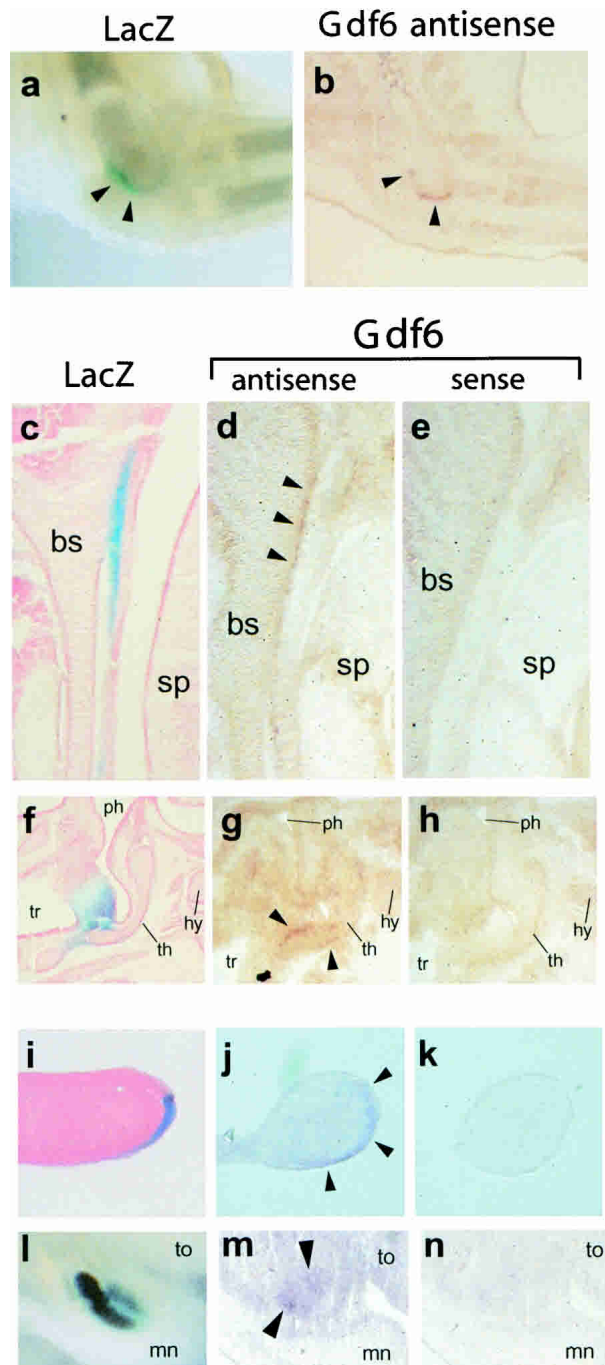 LacZ Gdf6 antisense
a b
Gdf6
LacZ antisense sense
c d e
bs bs bs
sp sp sp
f g h
ph ph ph
tr hy th tr hy th tr hy th
i j k
l m n
to to to
mn mn mn